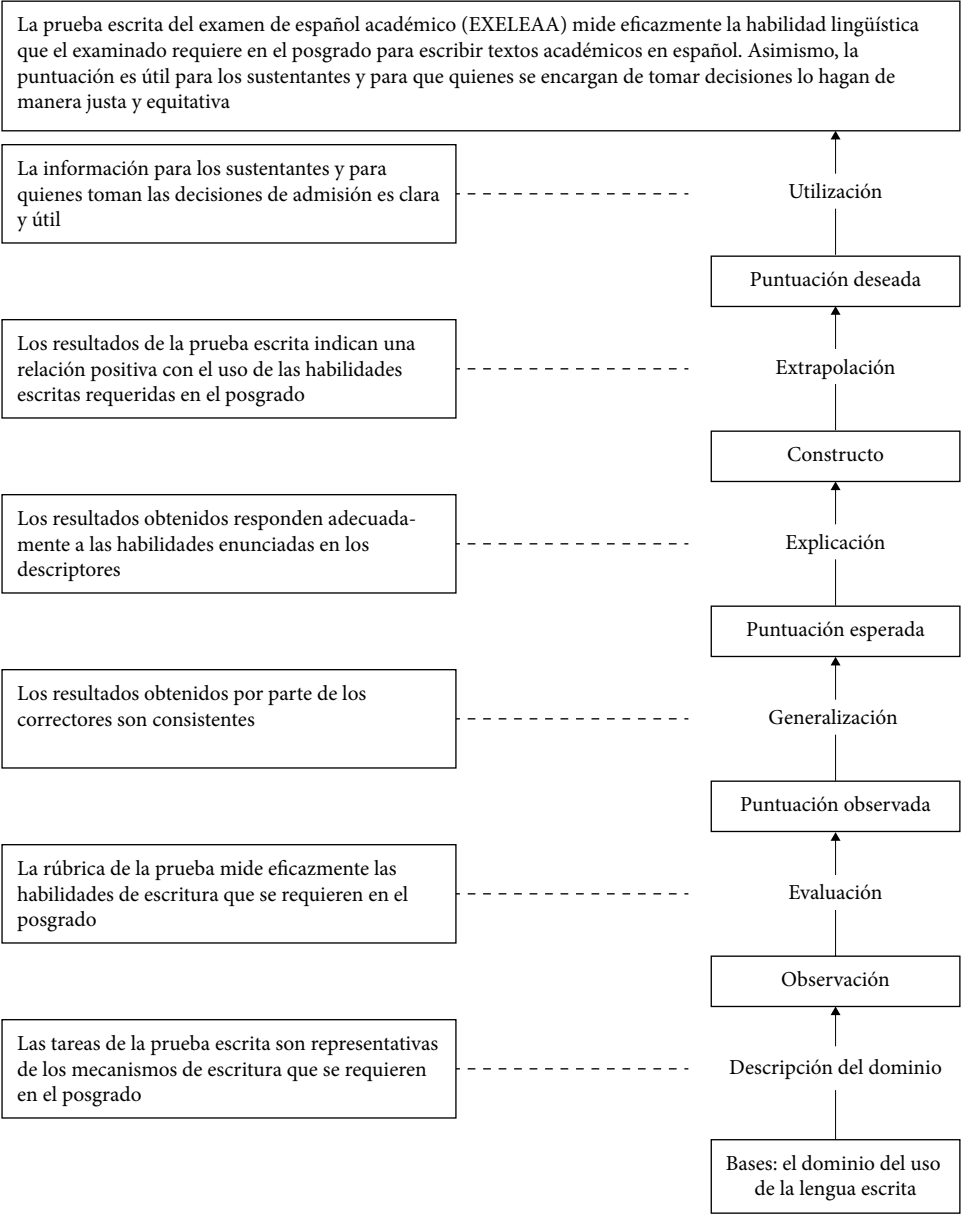 La prueba escrita del examen de español académico (EXELEAA) mide eficazmente la habilidad lingüística
que el examinado requiere en el posgrado para escribir textos académicos en español. Asimismo, la
puntuación es útil para los sustentantes y para que quienes se encargan de tomar decisiones lo hagan de
manera justa y equitativa
La información para los sustentantes y para
quienes toman las decisiones de admisión es clara
y útil
Utilización
Puntuación deseada
Los resultados de la prueba escrita indican una
relación positiva con el uso de las habilidades
escritas requeridas en el posgrado
Extrapolación
Constructo
Los resultados obtenidos responden adecuada-
mente a las habilidades enunciadas en los
descriptores
Explicación
Puntuación esperada
Los resultados obtenidos por parte de los
correctores son consistentes
Generalización
Puntuación observada
La rúbrica de la prueba mide eficazmente las
habilidades de escritura que se requieren en el
posgrado
Evaluación
Observación
Las tareas de la prueba escrita son representativas
de los mecanismos de escritura que se requieren
en el posgrado
Descripción del dominio
Bases: el dominio del uso
de la lengua escrita